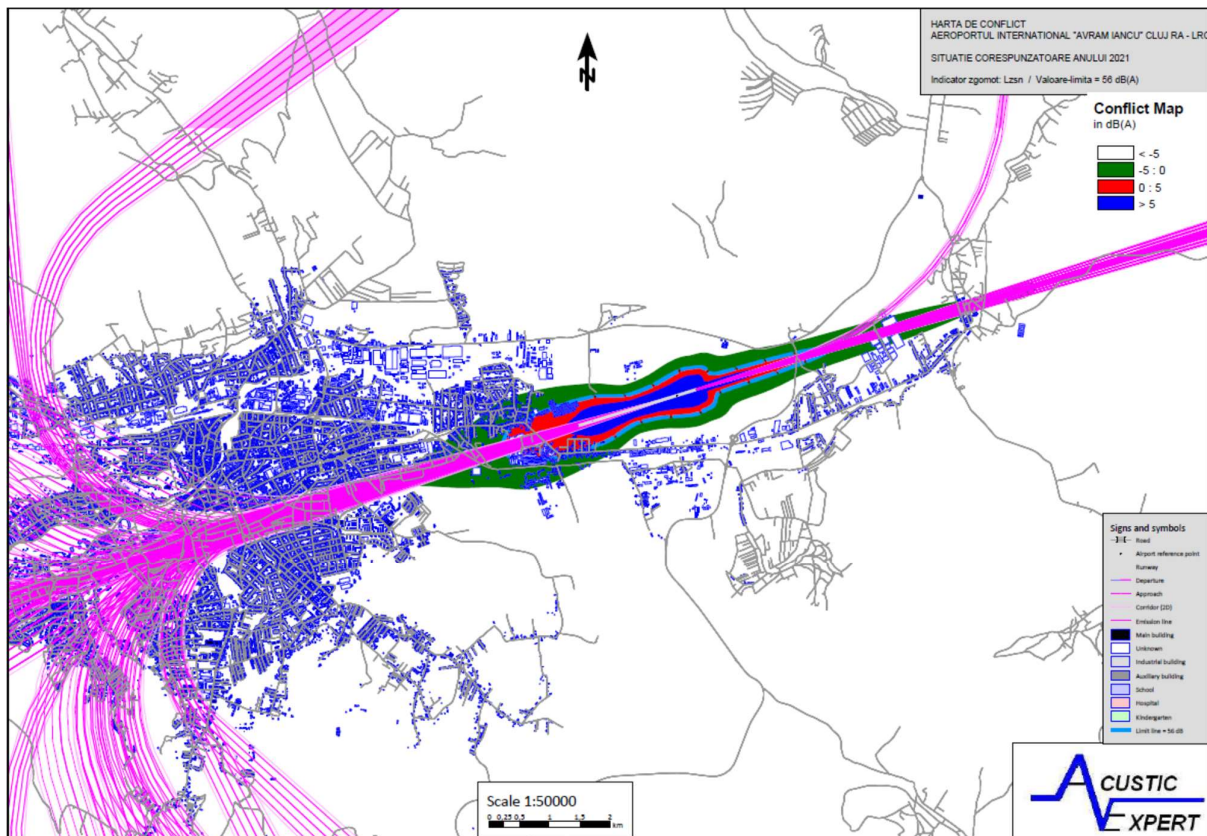 HARTA DE CONFLICT
AEROPORTUL INTERNATIONAL "AVRAM IANCU" CLUJ RA - LRC
SITUATIE CORESPUNZATOARE ANULUI 2021
Indicator zgomot: Lzsn / Valoare-limita = 56 dB(A)
N
Conflict Map
in dB(A)
< -5
-5 : 0
0 : 5
> 5
Signs and symbols
Road
Airport reference point
Runway
Departure
Approach
Corridor (2D)
Emission line
Main building
Unknown
Industrial building
Auxiliary building
School
Hospital
Kindergarten
Limit line = 56 dB
Scale 1:50000
0 0,25 0,5 1 1,5 2
km
ACUSTIC
EXPERT